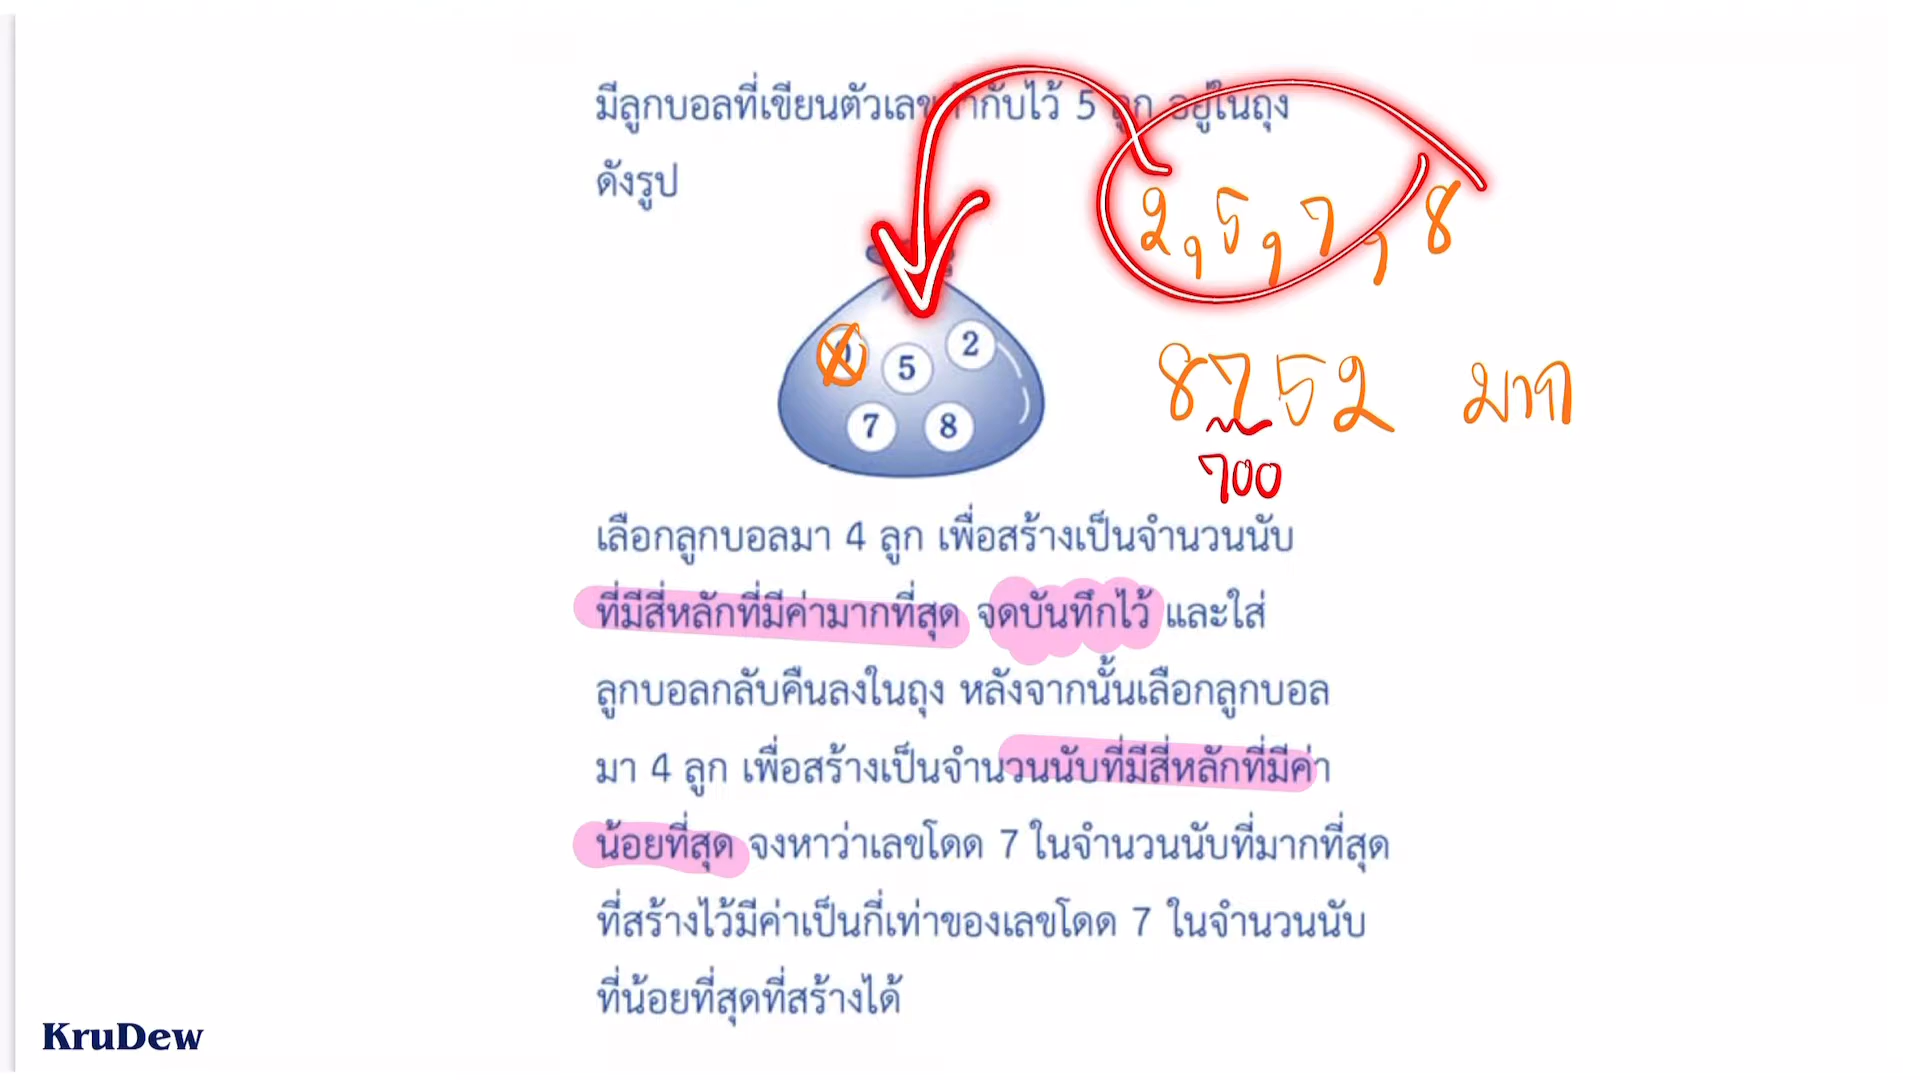 มีลูกบอลที่เขียนตัวเลขกำกับไว้ 5 ลูก อยู่ในถุง
ดังรูป
2, 5, 7, 8
2
5
7
8
8752 มาก
700
เลือกลูกบอลมา 4 ลูก เพื่อสร้างเป็นจำนวนนับ
ที่มีสี่หลักที่มีค่ามากที่สุด จดบันทึกไว้ และใส่
ลูกบอลกลับคืนลงในถุง หลังจากนั้นเลือกลูกบอล
มา 4 ลูก เพื่อสร้างเป็นจำนวนนับที่มีสี่หลักที่มีค่า
น้อยที่สุด จงหาว่าเลขโดด 7 ในจำนวนนับที่มากที่สุด
ที่สร้างไว้มีค่าเป็นกี่เท่าของเลขโดด 7 ในจำนวนนับ
ที่น้อยที่สุดที่สร้างได้
KruDew